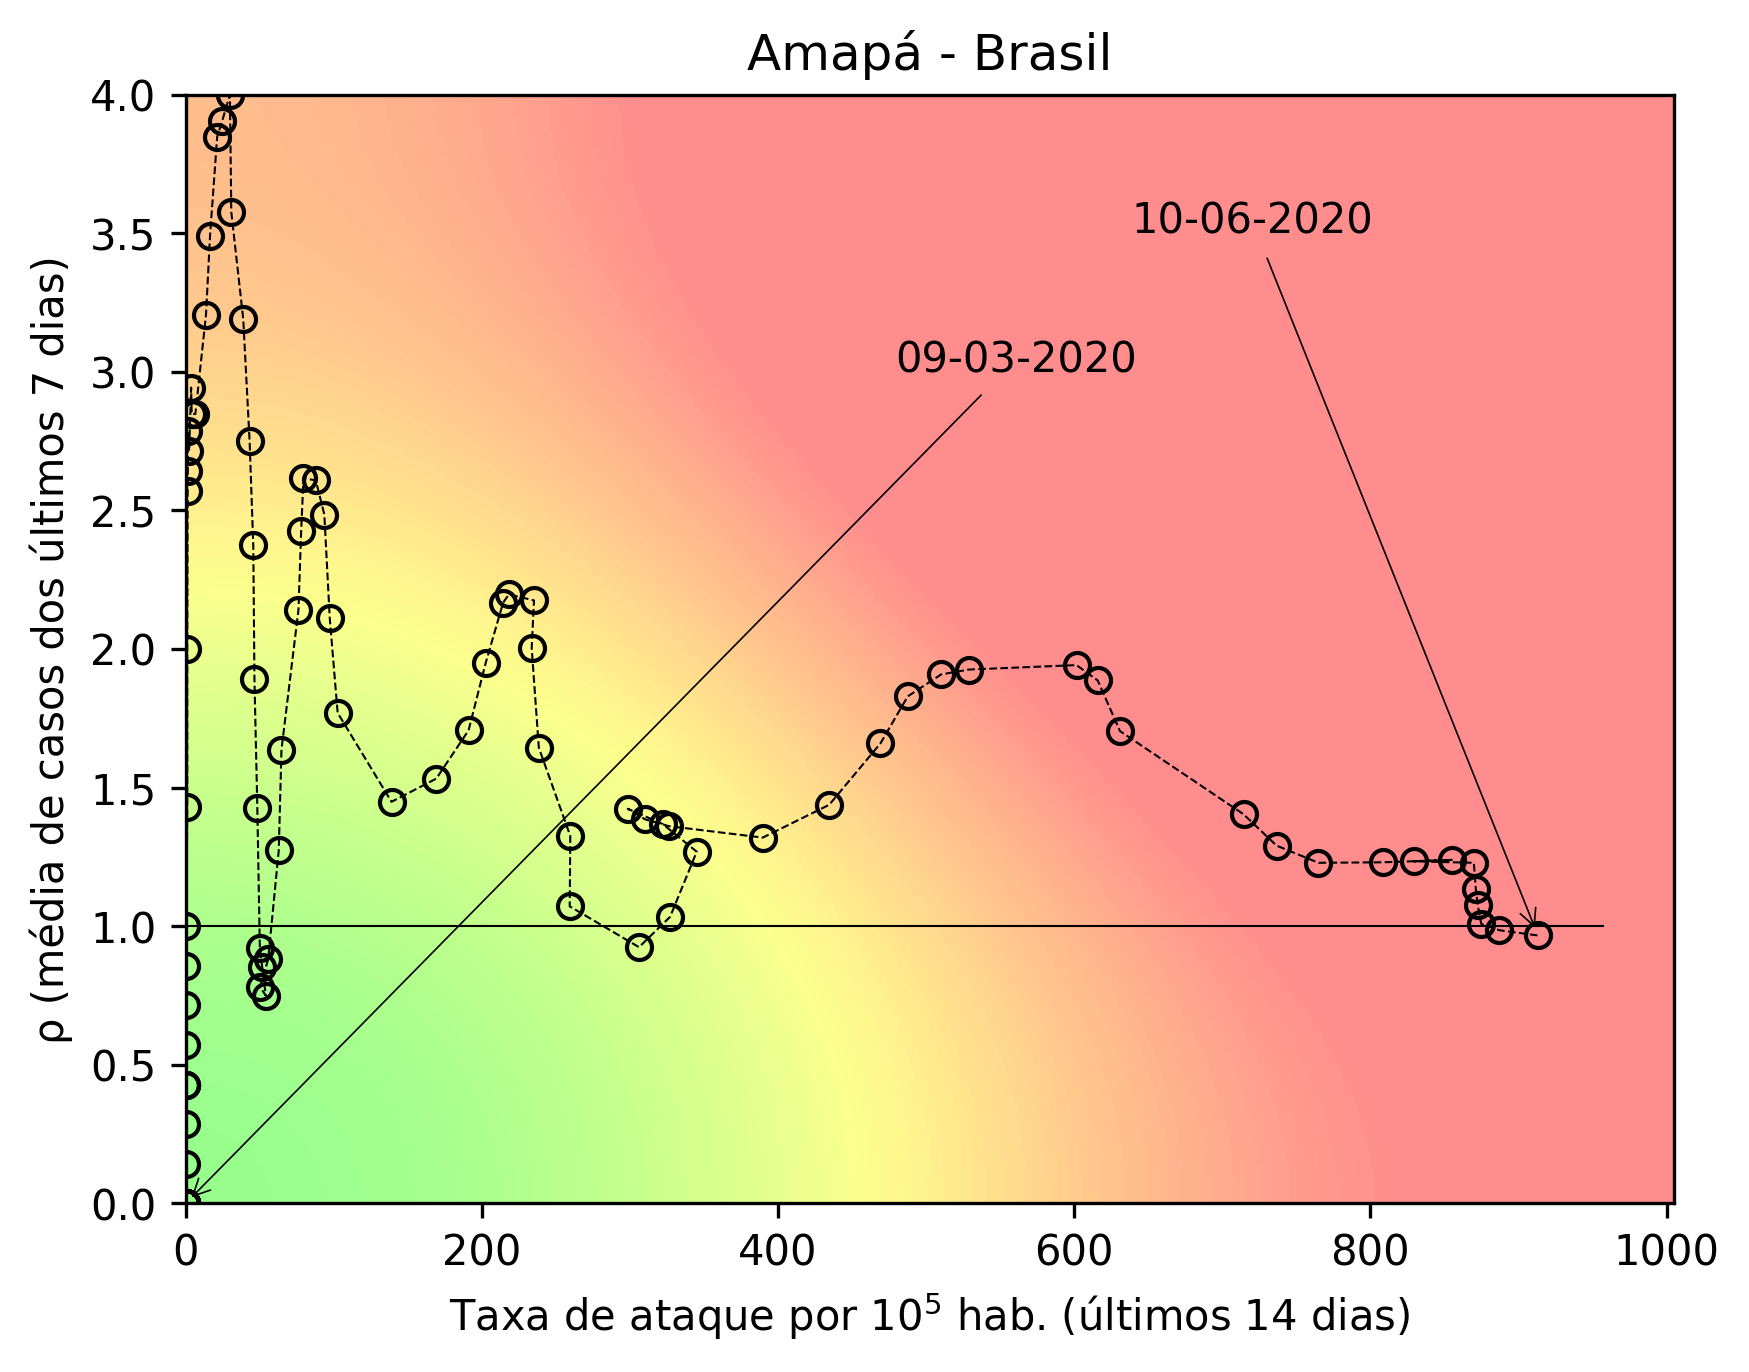 Amapá - Brasil
4.0
3.5
3.0
2.5
2.0
1.5
1.0
0.5
0.0
ρ (média de casos dos últimos 7 dias)
10-06-2020
09-03-2020
0 200 400 600 800 1000
Taxa de ataque por 10⁵ hab. (últimos 14 dias)